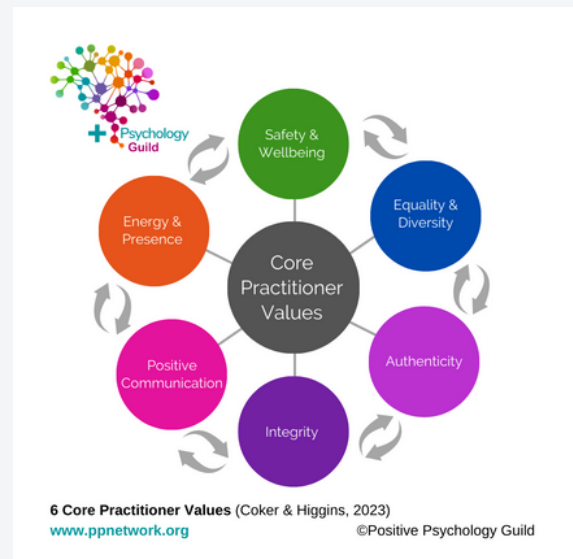 + Psychology
Guild
Safety &
Wellbeing
Equality &
Diversity
Authenticity
Integrity
Positive
Communication
Energy &
Presence
Core
Practitioner
Values
6 Core Practitioner Values (Coker & Higgins, 2023)
www.ppnetwork.org ©Positive Psychology Guild